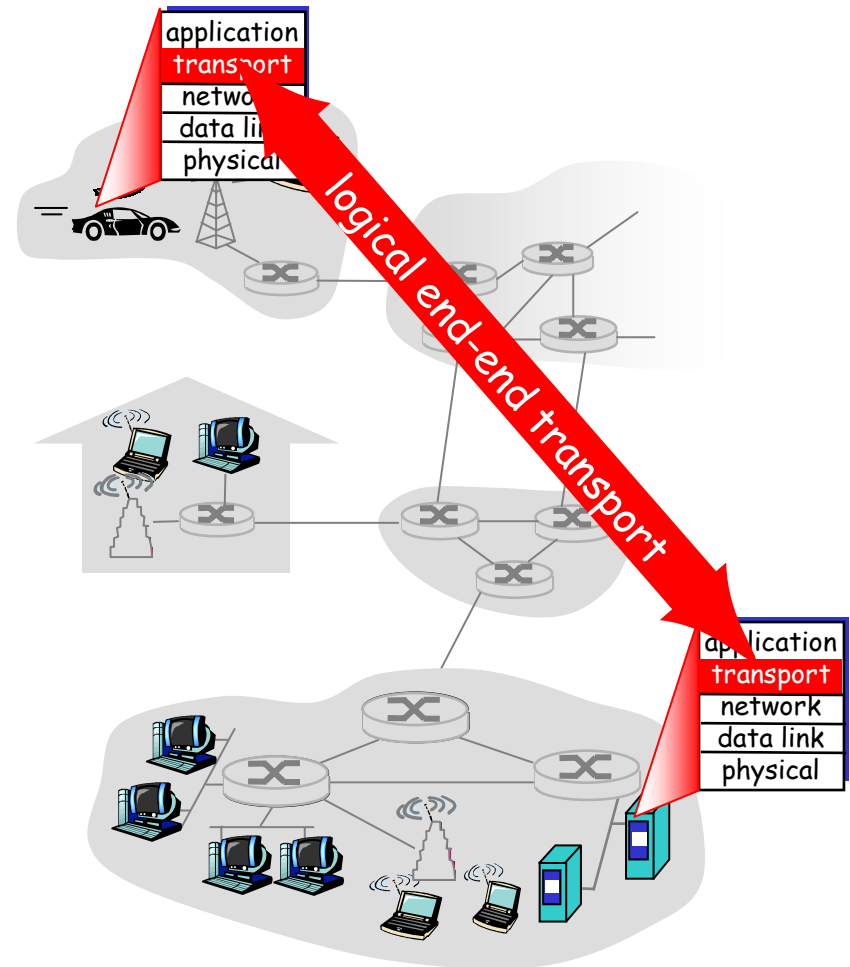 application
transport
network
data link
physical
logical end-end transport
application
transport
network
data link
physical